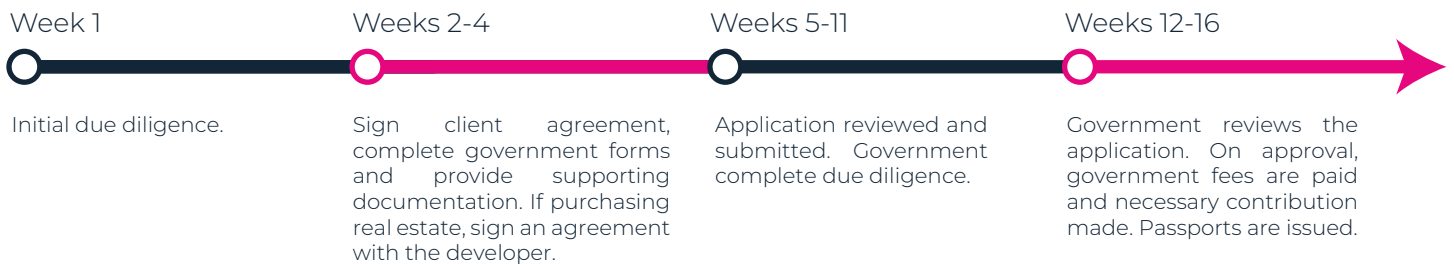 Week 1
Initial due diligence.
Weeks 2-4
Sign client agreement,
complete government forms
and provide supporting
documentation. If purchasing
real estate, sign an agreement
with the developer.
Weeks 5-11
Application reviewed and
submitted. Government
complete due diligence.
Weeks 12-16
Government reviews the
application. On approval,
government fees are paid
and necessary contribution
made. Passports are issued.